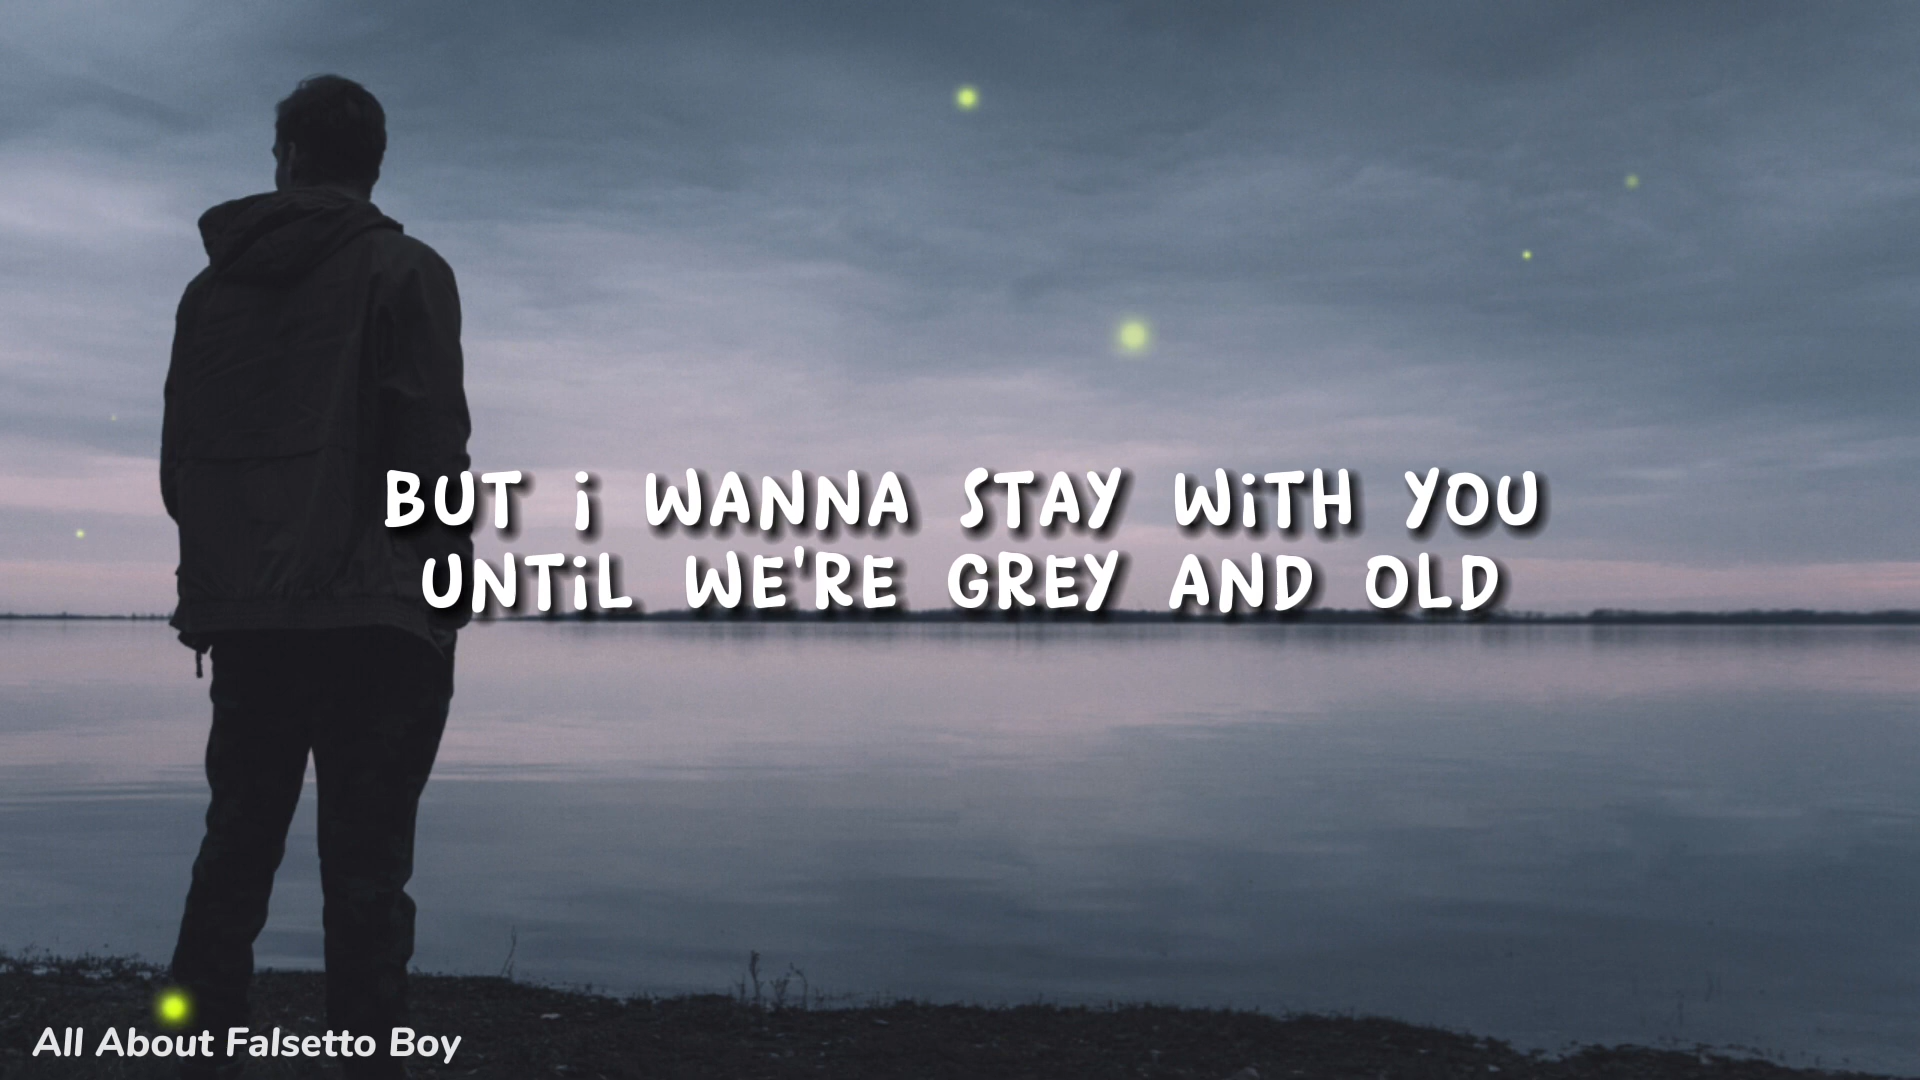 BUT i WANNA STAY WiTH YOU
UNTiL WE'RE GREY AND OLD
All About Falsetto Boy